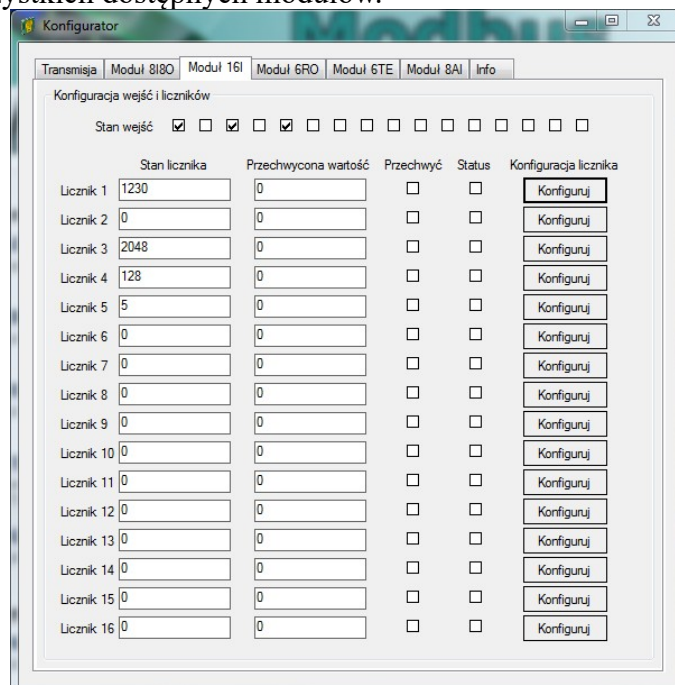 dostępnych modułów.
Konfigurator
Modbus
Transmisja Moduł 8I8O Moduł 16I Moduł 6RO Moduł 6TE Moduł 8AI Info
Konfiguracja wejść i liczników
Stan wejść
Stan licznika Przechwycona wartość Przechwyć Status Konfiguracja licznika
Licznik 1 1230 0 Konfiguruj
Licznik 2 0 0 Konfiguruj
Licznik 3 2048 0 Konfiguruj
Licznik 4 128 0 Konfiguruj
Licznik 5 5 0 Konfiguruj
Licznik 6 0 0 Konfiguruj
Licznik 7 0 0 Konfiguruj
Licznik 8 0 0 Konfiguruj
Licznik 9 0 0 Konfiguruj
Licznik 10 0 0 Konfiguruj
Licznik 11 0 0 Konfiguruj
Licznik 12 0 0 Konfiguruj
Licznik 13 0 0 Konfiguruj
Licznik 14 0 0 Konfiguruj
Licznik 15 0 0 Konfiguruj
Licznik 16 0 0 Konfiguruj